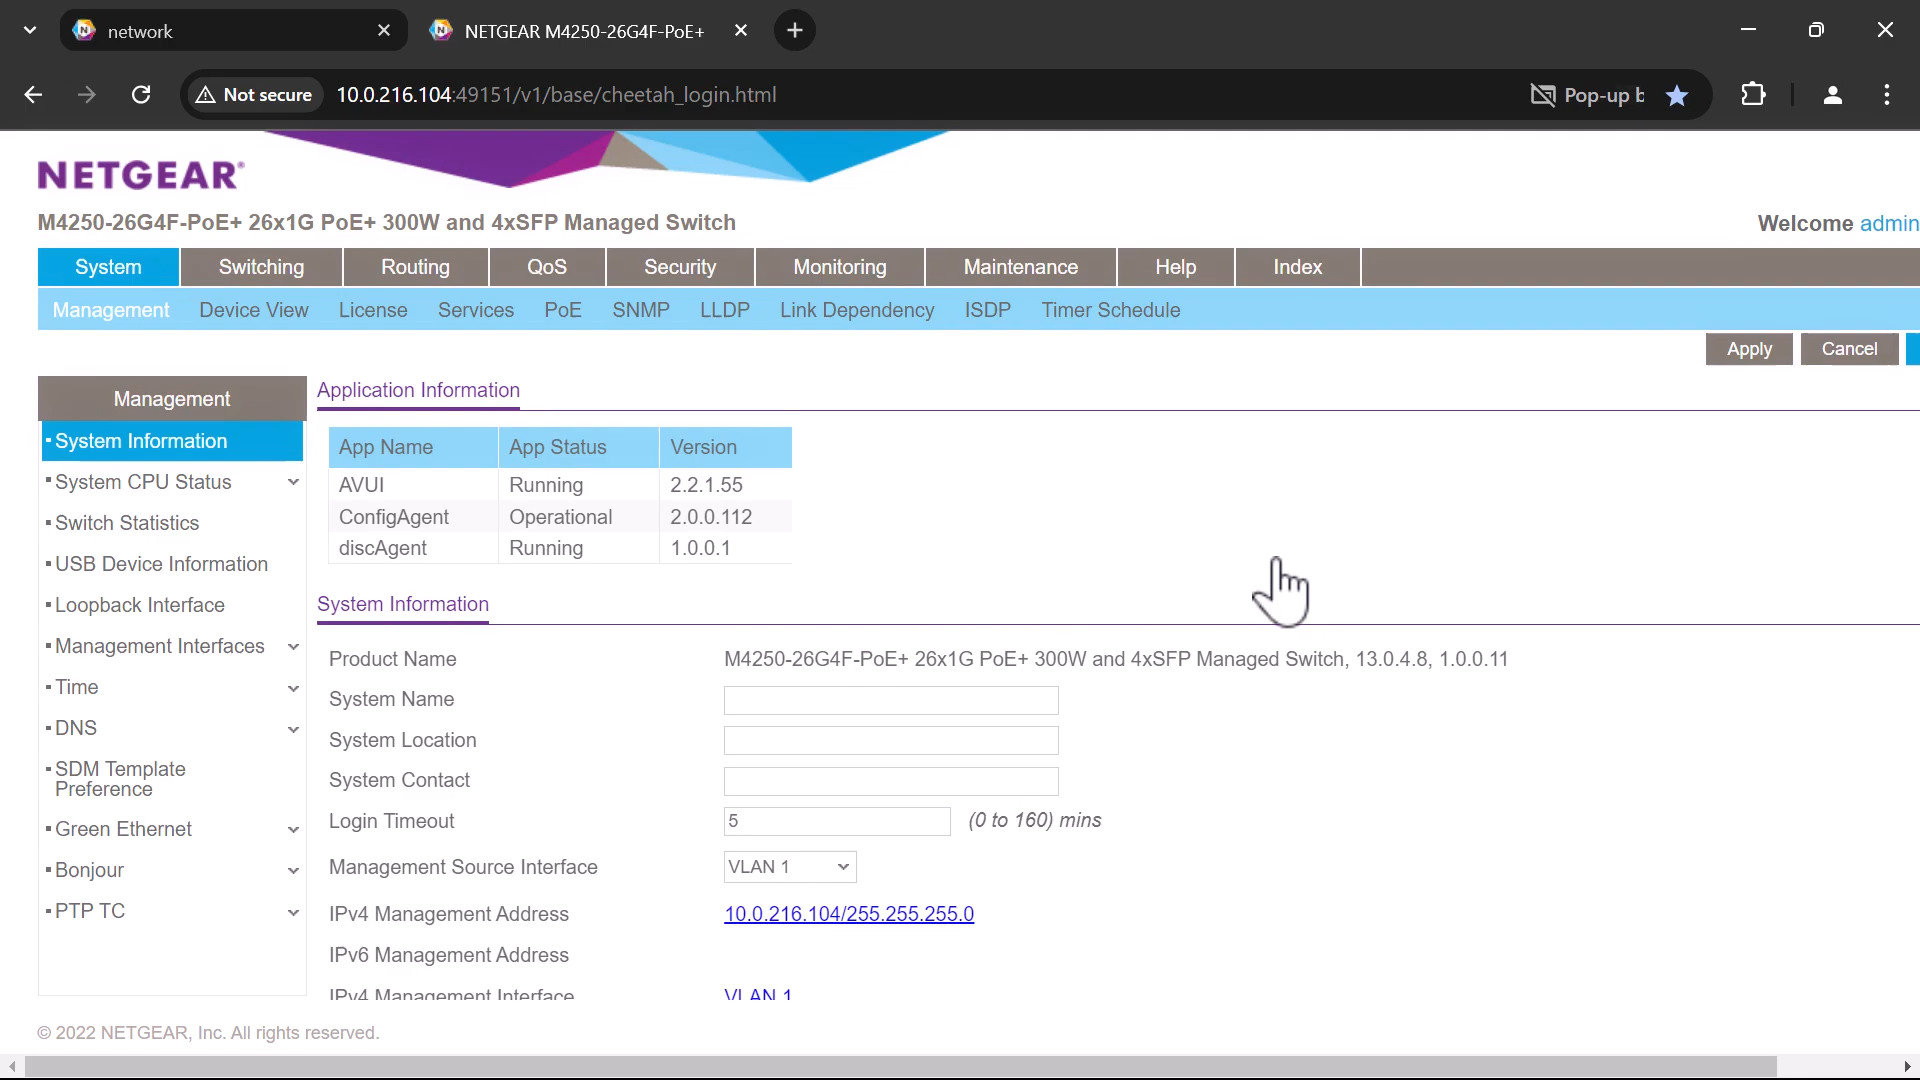 network
NETGEAR M4250-26G4F-PoE+
Not secure
10.0.216.104:49151/v1/base/cheetah_login.html
Pop-up b
NETGEAR®
M4250-26G4F-PoE+ 26x1G PoE+ 300W and 4xSFP Managed Switch
Welcome admin
System Switching Routing QoS Security Monitoring Maintenance Help Index
Management Device View License Services PoE SNMP LLDP Link Dependency ISDP Timer Schedule
Apply Cancel
Management
System Information
System CPU Status
Switch Statistics
USB Device Information
Loopback Interface
Management Interfaces
Time
DNS
SDM Template
Preference
Green Ethernet
Bonjour
PTP TC
Application Information
App Name App Status Version
AVUI Running 2.2.1.55
ConfigAgent Operational 2.0.0.112
discAgent Running 1.0.0.1
System Information
Product Name M4250-26G4F-PoE+ 26x1G PoE+ 300W and 4xSFP Managed Switch, 13.0.4.8, 1.0.0.11
System Name
System Location
System Contact
Login Timeout 5 (0 to 160) mins
Management Source Interface VLAN 1
IPv4 Management Address 10.0.216.104/255.255.255.0
IPv6 Management Address
IPv4 Management Interface VLAN 1
© 2022 NETGEAR, Inc. All rights reserved.